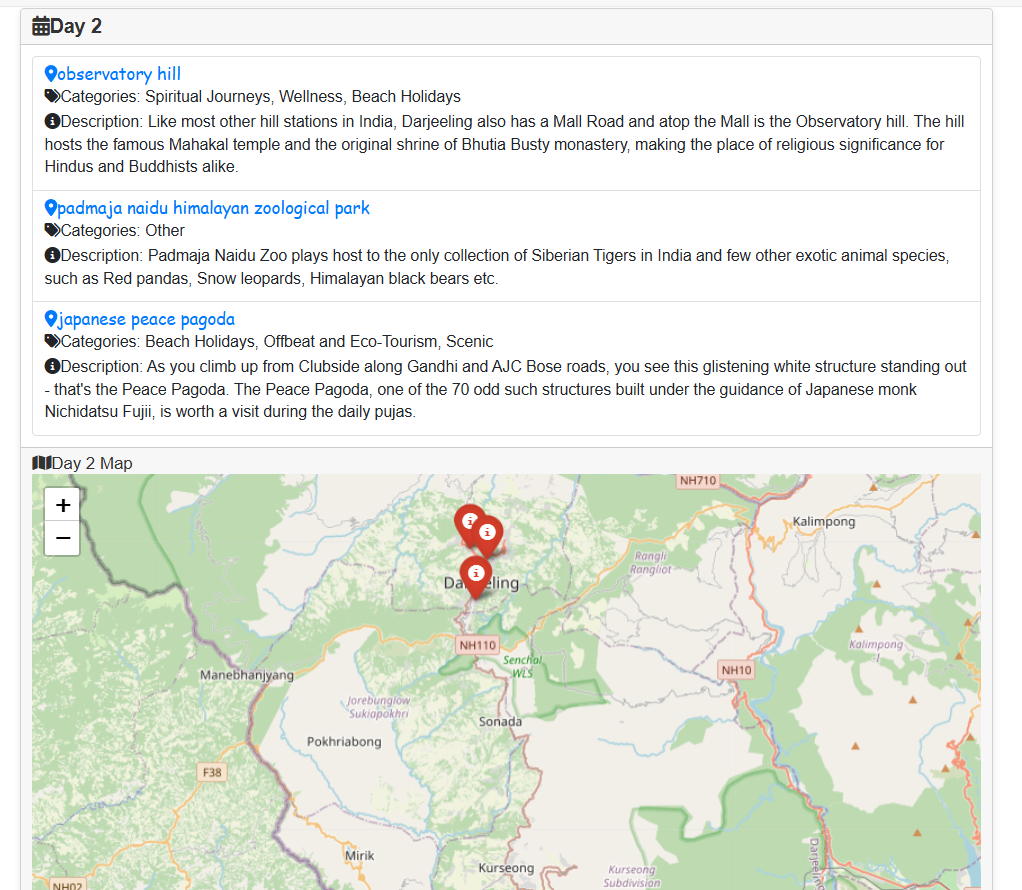 Day 2
observatory hill
Categories: Spiritual Journeys, Wellness, Beach Holidays
Description: Like most other hill stations in India, Darjeeling also has a Mall Road and atop the Mall is the Observatory hill. The hill
hosts the famous Mahakal temple and the original shrine of Bhutia Busty monastery, making the place of religious significance for
Hindus and Buddhists alike.
padmaja naidu himalayan zoological park
Categories: Other
Description: Padmaja Naidu Zoo plays host to the only collection of Siberian Tigers in India and few other exotic animal species,
such as Red pandas, Snow leopards, Himalayan black bears etc.
japanese peace pagoda
Categories: Beach Holidays, Offbeat and Eco-Tourism, Scenic
Description: As you climb up from Clubside along Gandhi and AJC Bose roads, you see this glistening white structure standing out
- that's the Peace Pagoda. The Peace Pagoda, one of the 70 odd such structures built under the guidance of Japanese monk
Nichidatsu Fujii, is worth a visit during the daily pujas.
Day 2 Map
+
−
NH710
Kalimpong
Rangli
Rangliot
NH110
Senchal
WLS
Kalimpong
I
NH10
Manebhanjyang
Jorebunglow
Sukiapokhri
Sonada
Pokhriabong
F38
Mirik
Kurseong
Kurseong
Subdivision
NH02